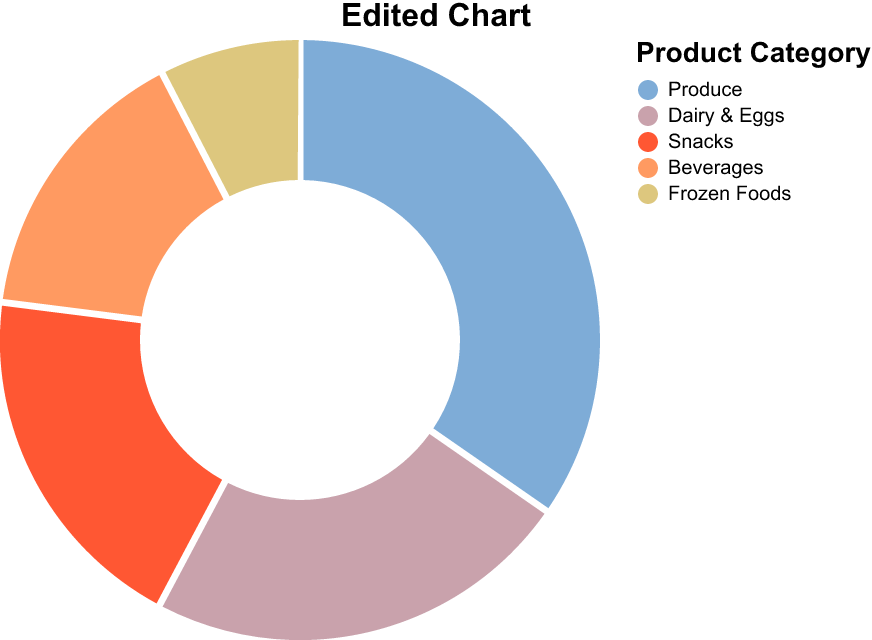 Edited Chart
Product Category
Produce
Dairy & Eggs
Snacks
Beverages
Frozen Foods